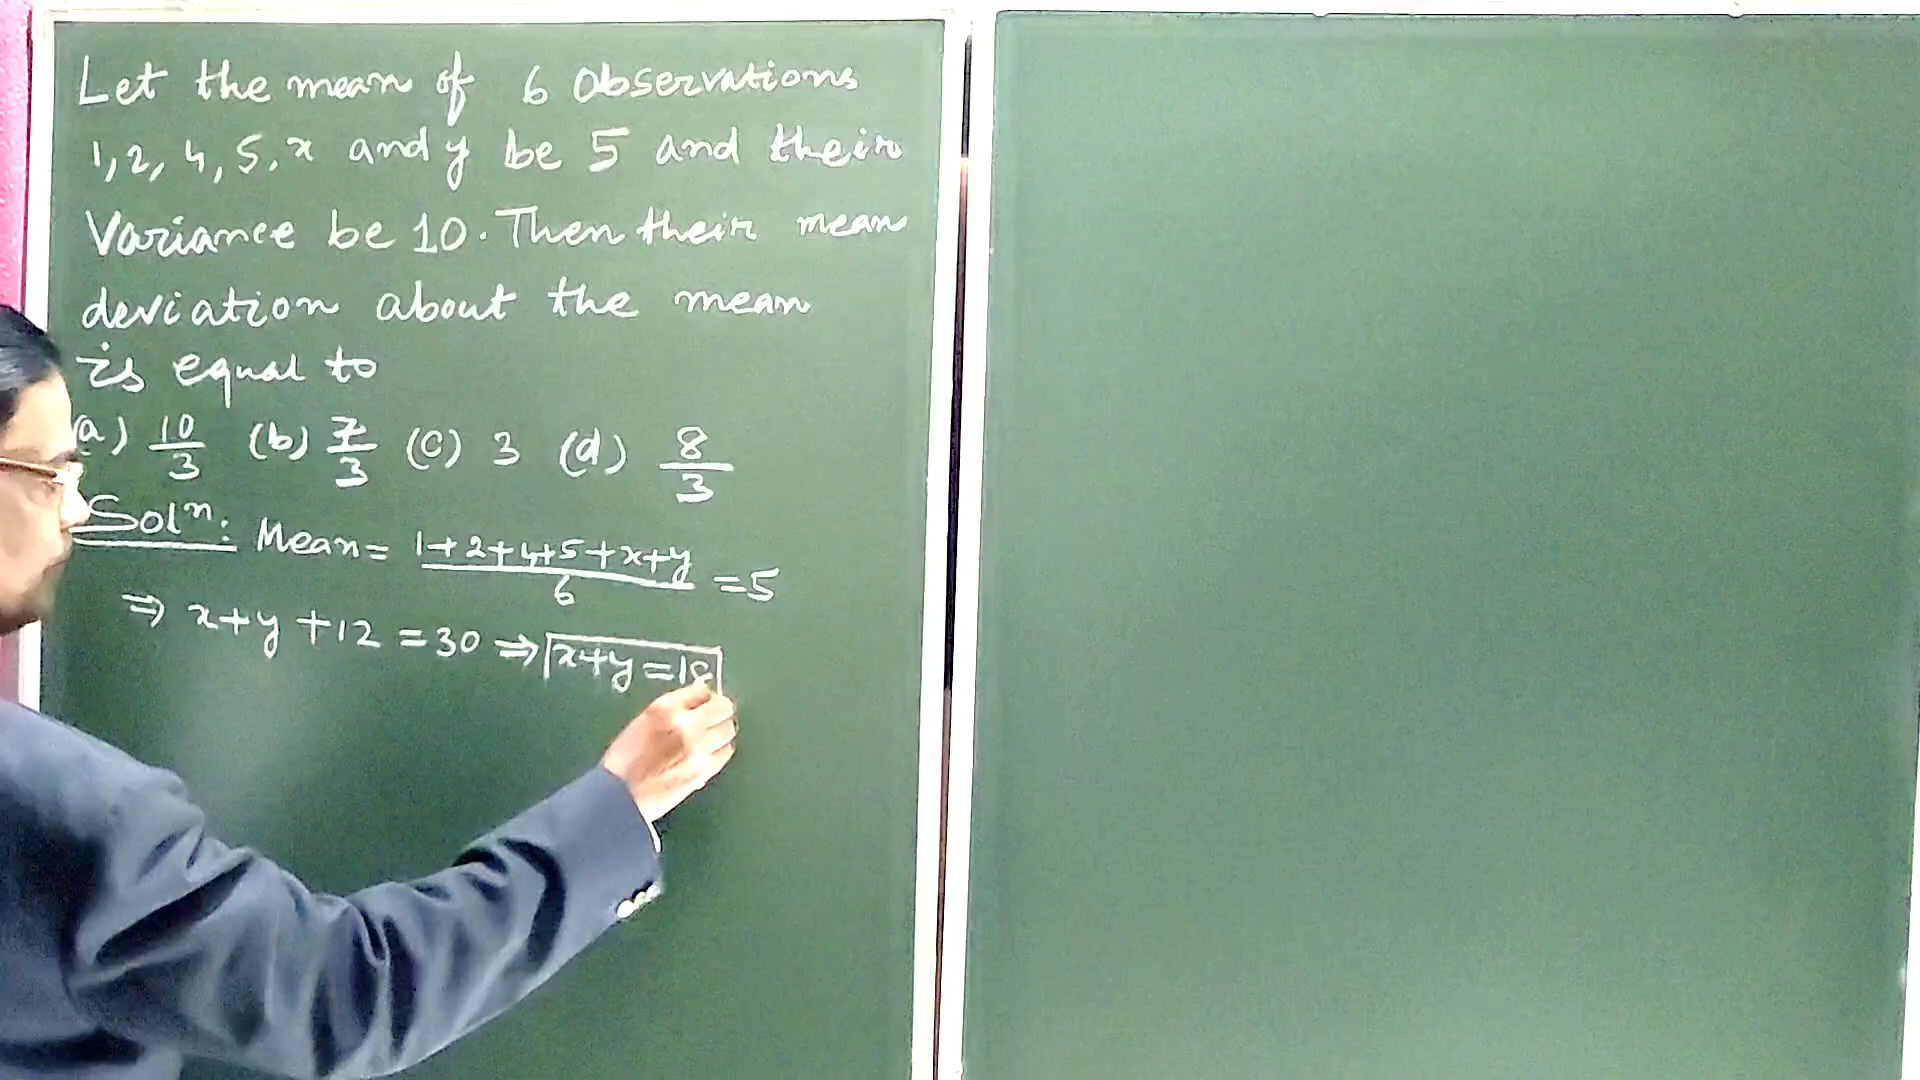 Let the mean of 6 observations
1, 2, 4, 5, x and y be 5 and their
Variance be 10. Then their mean
deviation about the mean
is equal to
(a) 10/3 (b) 7/3 (c) 3 (d) 8/3
Solⁿ: Mean = (1+2+4+5+x+y)/6 = 5
⇒ x+y+12 = 30 ⇒ x+y = 18